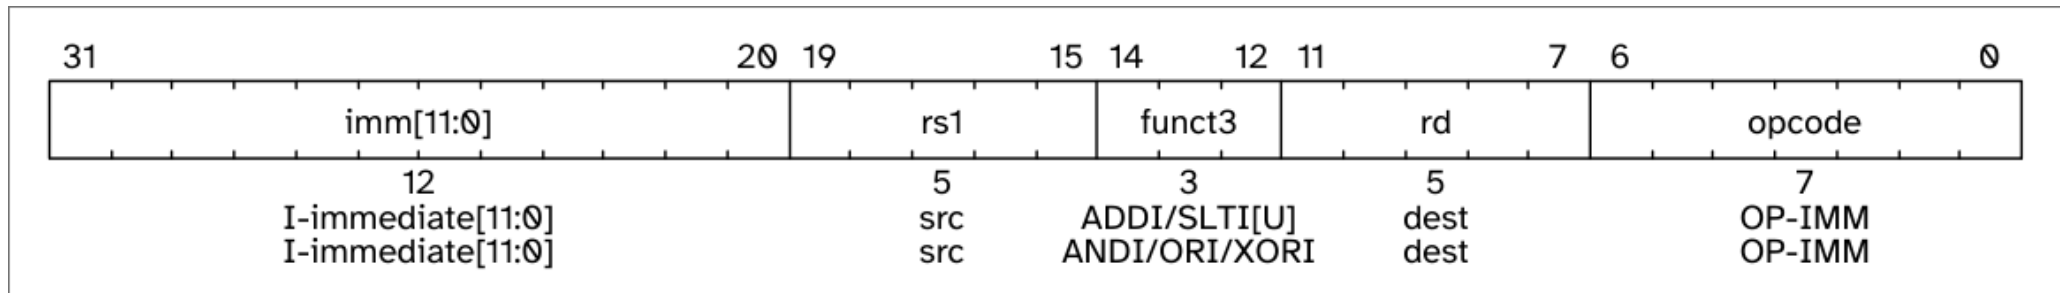 31 20 19 15 14 12 11 7 6 0
imm[11:0] rs1 funct3 rd opcode
12 5 3 5 7
I-immediate[11:0] src ADDI/SLTI[U] dest OP-IMM
I-immediate[11:0] src ANDI/ORI/XORI dest OP-IMM